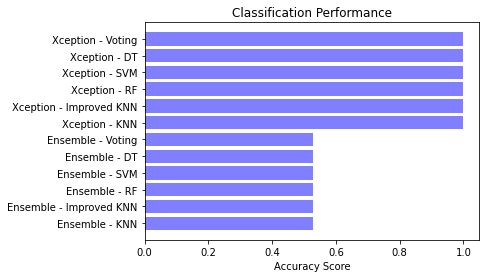 Classification Performance
Xception - Voting
Xception - DT
Xception - SVM
Xception - RF
Xception - Improved KNN
Xception - KNN
Ensemble - Voting
Ensemble - DT
Ensemble - SVM
Ensemble - RF
Ensemble - Improved KNN
Ensemble - KNN
0.0 0.2 0.4 0.6 0.8 1.0
Accuracy Score